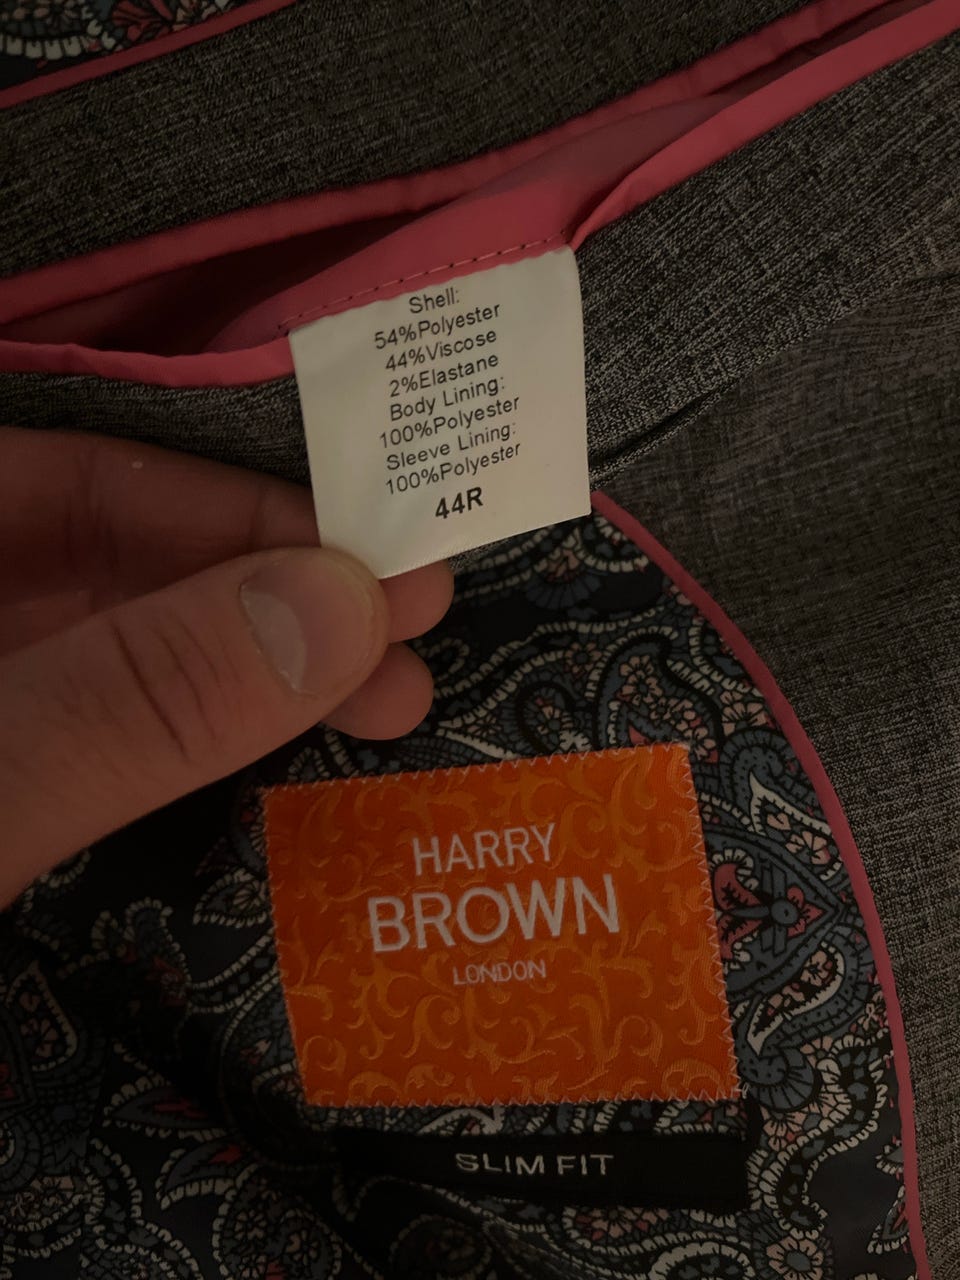 Shell:
54%Polyester
44%Viscose
2%Elastane
Body Lining:
100%Polyester
Sleeve Lining:
100%Polyester
44R
HARRY
BROWN
LONDON
SLIM FIT